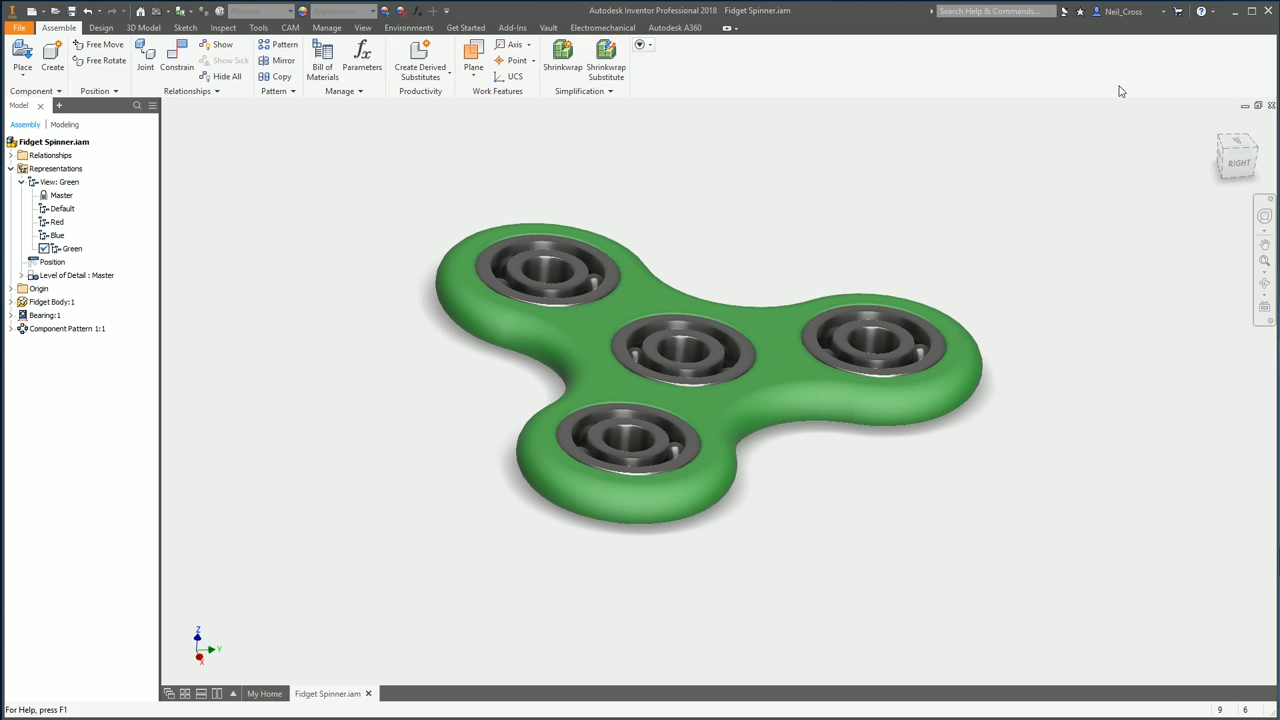 Autodesk Inventor Professional 2018 Fidget Spinner.iam
Material
Appearance
Search Help & Commands...
Neil_Cross
File Assemble Design 3D Model Sketch Inspect Tools CAM Manage View Environments Get Started Add-Ins Vault Electromechanical Autodesk A360
Place
Create
Free Move
Free Rotate
Joint
Constrain
Show
Show Sick
Hide All
Pattern
Mirror
Copy
Bill of
Materials
Parameters
Create Derived
Substitutes
Plane
Axis
Point
UCS
Shrinkwrap
Shrinkwrap
Substitute
Component Position Relationships Pattern Manage Productivity Work Features Simplification
Model
Assembly Modeling
Fidget Spinner.iam
Relationships
Representations
View: Green
Master
Default
Red
Blue
Green
Position
Level of Detail : Master
Origin
Fidget Body:1
Bearing:1
Component Pattern 1:1
RIGHT
Z
Y
X
My Home Fidget Spinner.iam
For Help, press F1
9 6